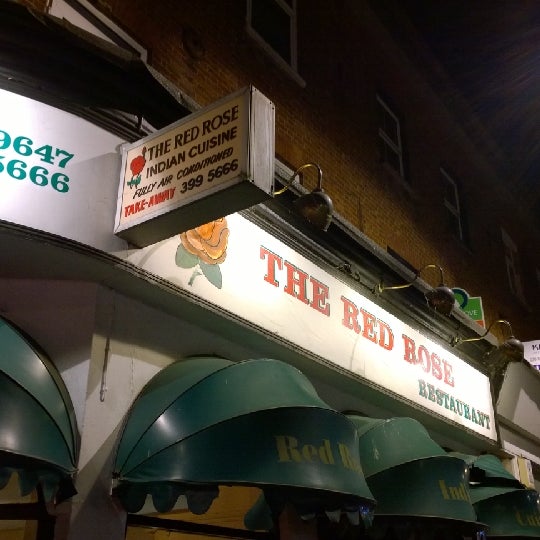 9647
5666
THE RED ROSE
INDIAN CUISINE
FULLY AIR CONDITIONED
TAKE-AWAY 399 5666
THE RED ROSE
RESTAURANT
Red